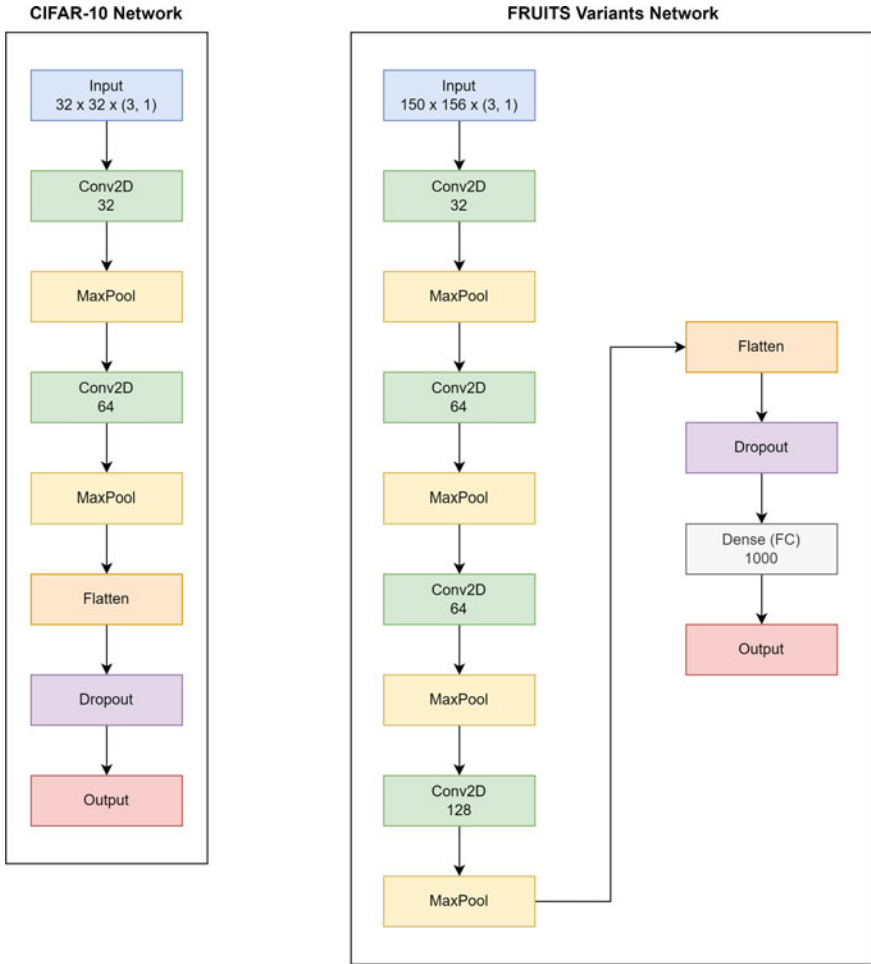 CIFAR-10 Network
Input
32 x 32 x (3, 1)
Conv2D
32
MaxPool
Conv2D
64
MaxPool
Flatten
Dropout
Output
FRUITS Variants Network
Input
150 x 156 x (3, 1)
Conv2D
32
MaxPool
Conv2D
64
MaxPool
Conv2D
64
MaxPool
Conv2D
128
MaxPool
Flatten
Dropout
Dense (FC)
1000
Output